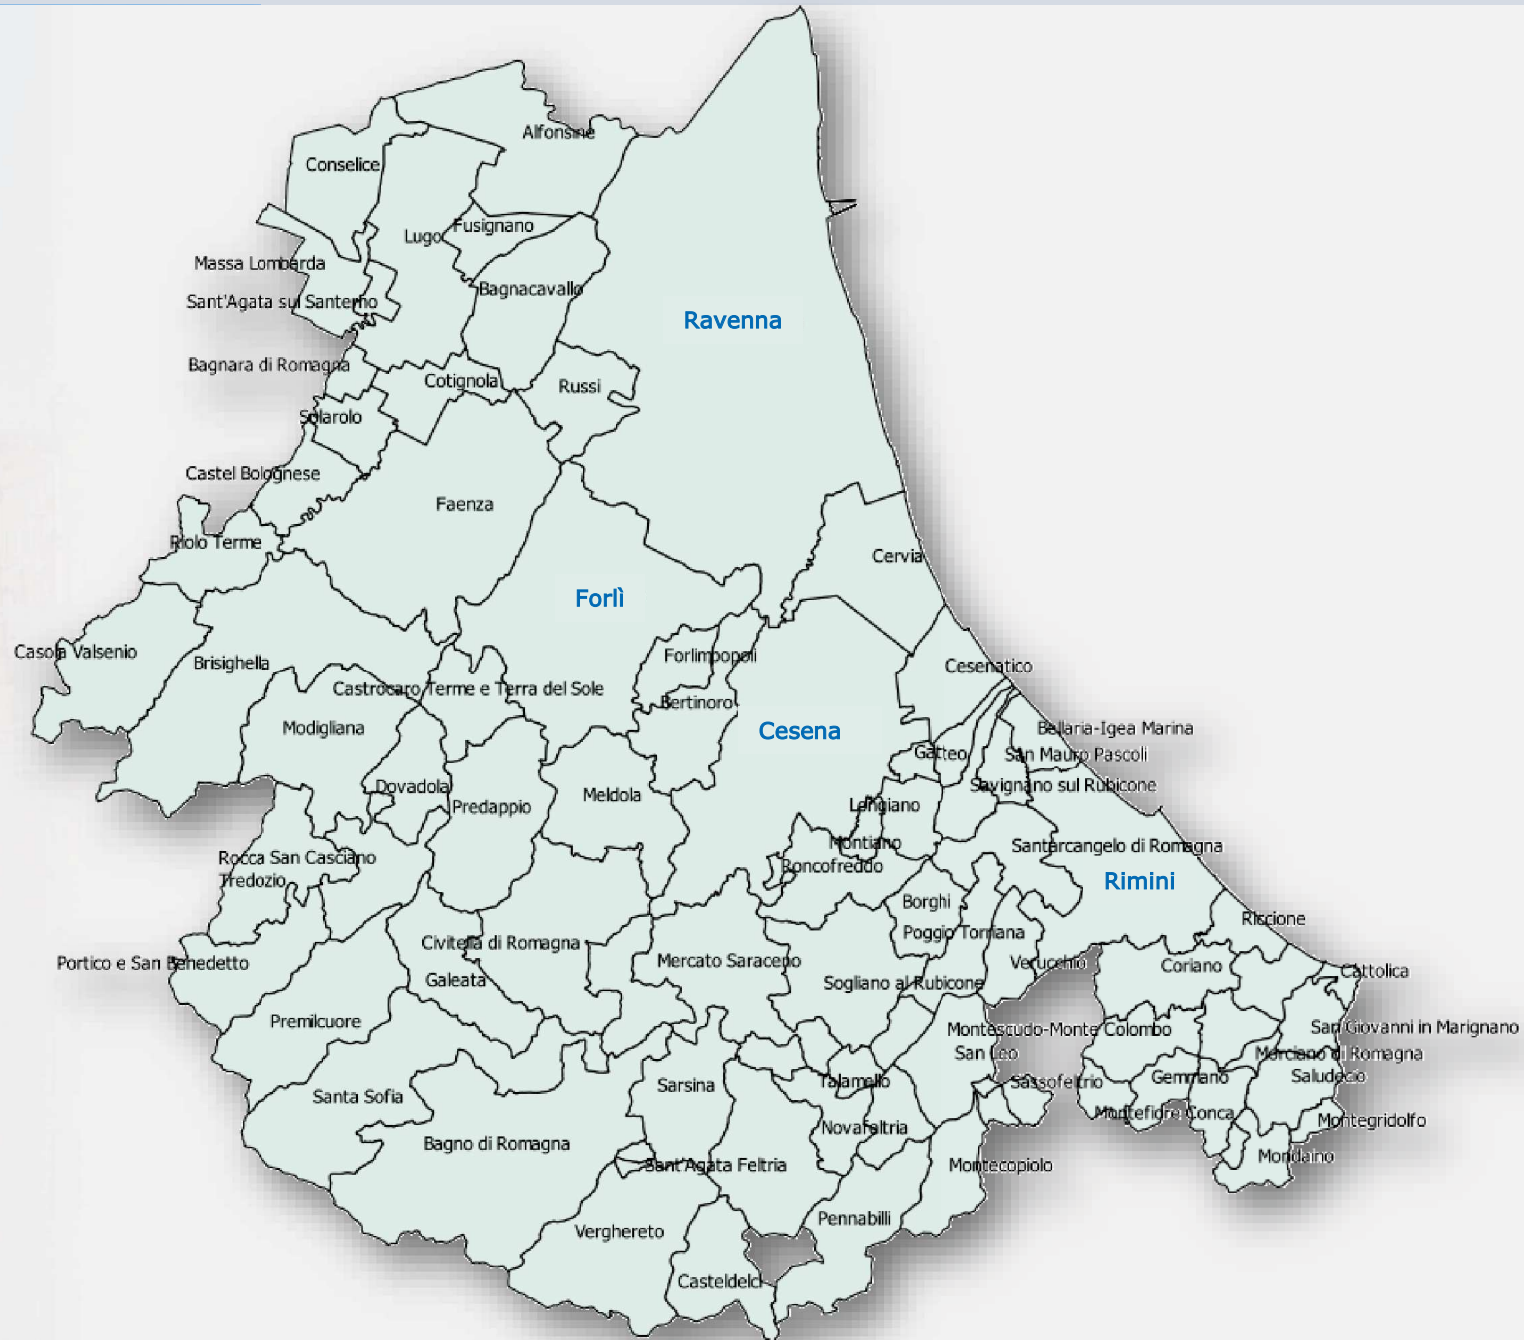 Alfonsine
Conselice
Fusignano
Lugo
Massa Lombarda
Bagnacavallo
Sant'Agata sul Santerno
Ravenna
Bagnara di Romagna
Cotignola
Russi
Solarolo
Castel Bolognese
Faenza
Riolo Terme
Cervia
Forlì
Casola Valsenio
Brisighella
Forlimpopoli
Cesenatico
Castrocaro Terme e Terra del Sole
Bertinoro
Modigliana
Cesena
Bellaria-Igea Marina
Gatteo
San Mauro Pascoli
Dovadola
Savignano sul Rubicone
Meldola
Predappio
Longiano
Montiano
Santarcangelo di Romagna
Rocca San Casciano
Roncofreddo
Tredozio
Rimini
Borghi
Riccione
Poggio Torriana
Civitella di Romagna
Portico e San Benedetto
Mercato Saraceno
Verucchio
Coriano
Cattolica
Galeata
Sogliano al Rubicone
Premilcuore
Montescudo-Monte Colombo
San Giovanni in Marignano
San Leo
Morciano di Romagna
Saludecio
Gemmano
Talamello
Sassofeltrio
Sarsina
Santa Sofia
Montefiore Conca
Montegridolfo
Novafeltria
Bagno di Romagna
Mondaino
Sant'Agata Feltria
Montecopiolo
Pennabilli
Verghereto
Casteldelci